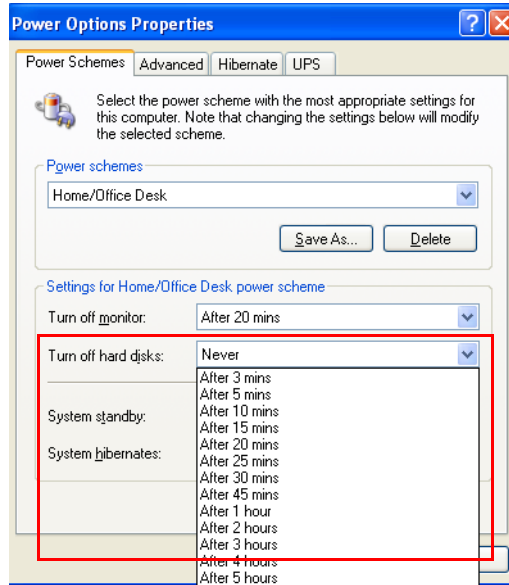 Power Options Properties
Power Schemes Advanced Hibernate UPS
Select the power scheme with the most appropriate settings for
this computer. Note that changing the settings below will modify
the selected scheme.
Power schemes
Home/Office Desk
Save As... Delete
Settings for Home/Office Desk power scheme
Turn off monitor: After 20 mins
Turn off hard disks: Never
After 3 mins
After 5 mins
After 10 mins
System standby: After 15 mins
After 20 mins
After 25 mins
System hibernates: After 30 mins
After 45 mins
After 1 hour
After 2 hours
After 3 hours
After 4 hours
After 5 hours